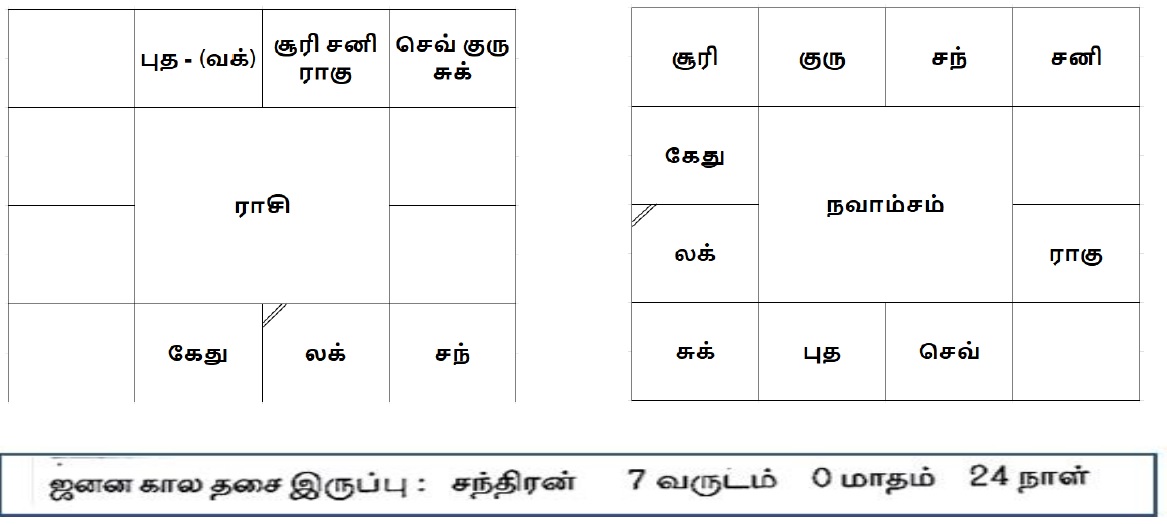 புத - (வக்)
சூரி சனி
ராகு
செவ் குரு
சுக்
ராசி
கேது
லக்
சந்
சூரி
குரு
சந்
சனி
கேது
நவாம்சம்
லக்
ராகு
சுக்
புத
செவ்
ஜனன கால தசை இருப்பு : சந்திரன் 7 வருடம் 0 மாதம் 24 நாள்